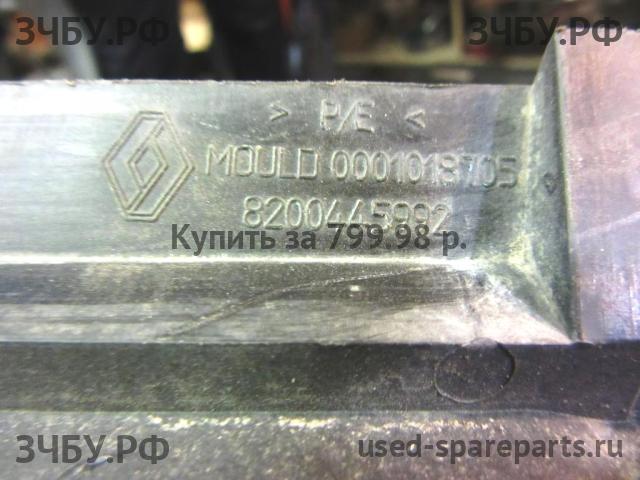 ЗЧБУ.РФ ЗЧБУ.РФ
> P/E <
MOULD 0001018705
8200445992
Купить за 799.98 р.
ЗЧБУ.РФ used-spareparts.ru